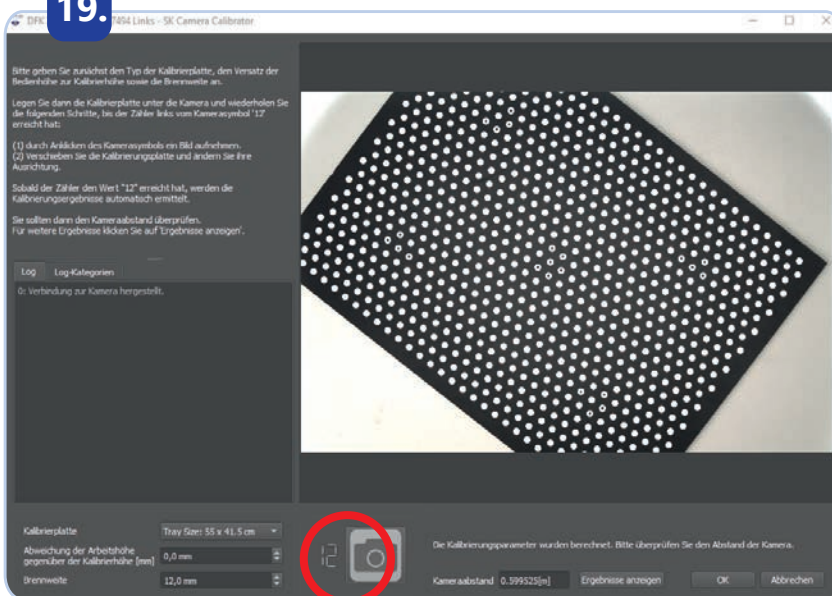 19.
DFK 7494 Links - SK Camera Calibrator
Bitte geben Sie zunächst den Typ der Kalibrierplatte, den Versatz der
Bedienhöhe zur Kalibrierhöhe sowie die Brennweite an.
Legen Sie dann die Kalibrierplatte unter die Kamera und wiederholen Sie
die folgenden Schritte, bis der Zähler links vom Kamerasymbol '12'
erreicht hat:
(1) durch Anklicken des Kamerasymbols ein Bild aufnehmen.
(2) Verschieben Sie die Kalibrierungsplatte und ändern Sie ihre
Ausrichtung.
Sobald der Zähler den Wert "12" erreicht hat, werden die
Kalibrierungsergebnisse automatisch ermittelt.
Sie sollten dann den Kameraabstand überprüfen.
Für weitere Ergebnisse klicken Sie auf 'Ergebnisse anzeigen'.
Log Log-Kategorien
0: Verbindung zur Kamera hergestellt.
Kalibrierplatte Tray Size: 55 x 41.5 cm
Abweichung der Arbeitshöhe
gegenüber der Kalibrierhöhe [mm] 0,0 mm
Brennweite 12,0 mm
12
Die Kalibrierungsparameter wurden berechnet. Bitte überprüfen Sie den Abstand der Kamera.
Kameraabstand 0.599525[m] Ergebnisse anzeigen OK Abbrechen